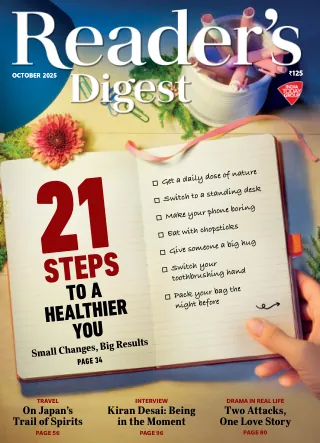 Reader's
Digest
OCTOBER 2025
₹125
INDIA
TODAY
GROUP
21
STEPS
TO A
HEALTHIER
YOU
Small Changes, Big Results
PAGE 34
Get a daily dose of nature
Switch to a standing desk
Make your phone boring
Eat with chopsticks
Give someone a big hug
Switch your
toothbrushing hand
Pack your bag the
night before
TRAVEL
On Japan's
Trail of Spirits
PAGE 56
INTERVIEW
Kiran Desai: Being
in the Moment
PAGE 96
DRAMA IN REAL LIFE
Two Attacks,
One Love Story
PAGE 80